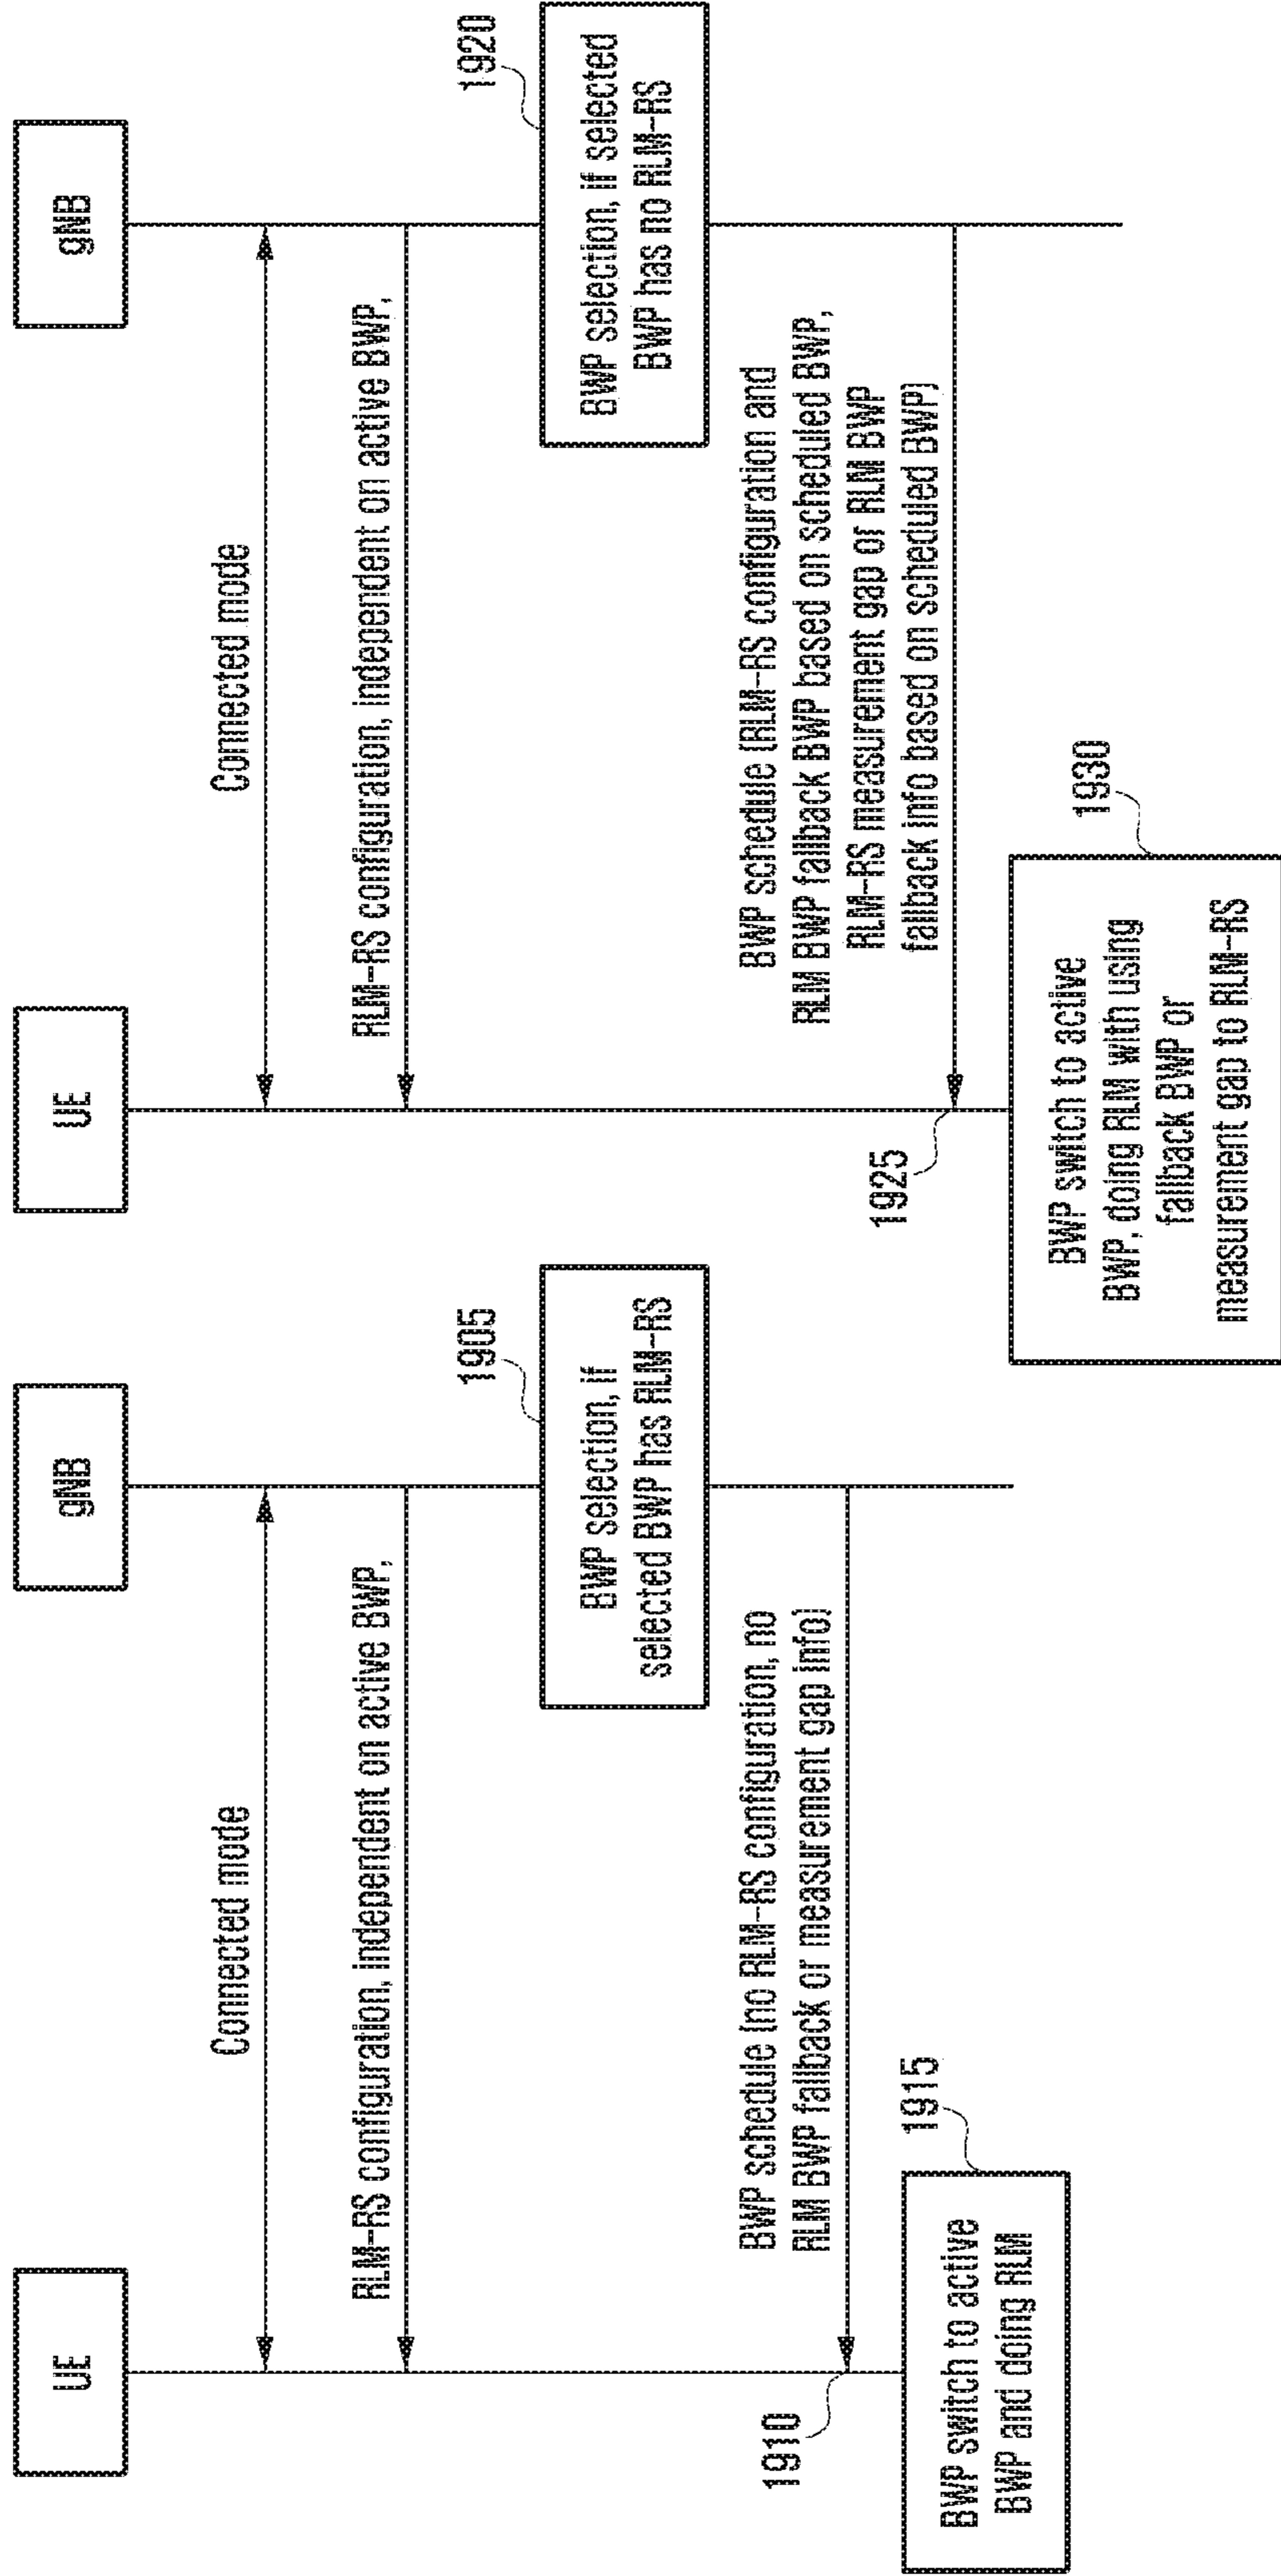 UE
gNB
Connected mode
RLM-RS configuration, independent on active BWP,
1905
BWP selection, if
selected BWP has RLM-RS
BWP schedule (no RLM-RS configuration, no
RLM BWP fallback or measurement gap info)
1910
1915
BWP switch to active
BWP and doing RLM
UE
gNB
Connected mode
RLM-RS configuration, independent on active BWP,
1920
BWP selection, if selected
BWP has no RLM-RS
BWP schedule (RLM-RS configuration and
RLM BWP fallback BWP based on scheduled BWP,
RLM-RS measurement gap or RLM BWP
fallback info based on scheduled BWP)
1925
1930
BWP switch to active
BWP, doing RLM with using
fallback BWP or
measurement gap to RLM-RS